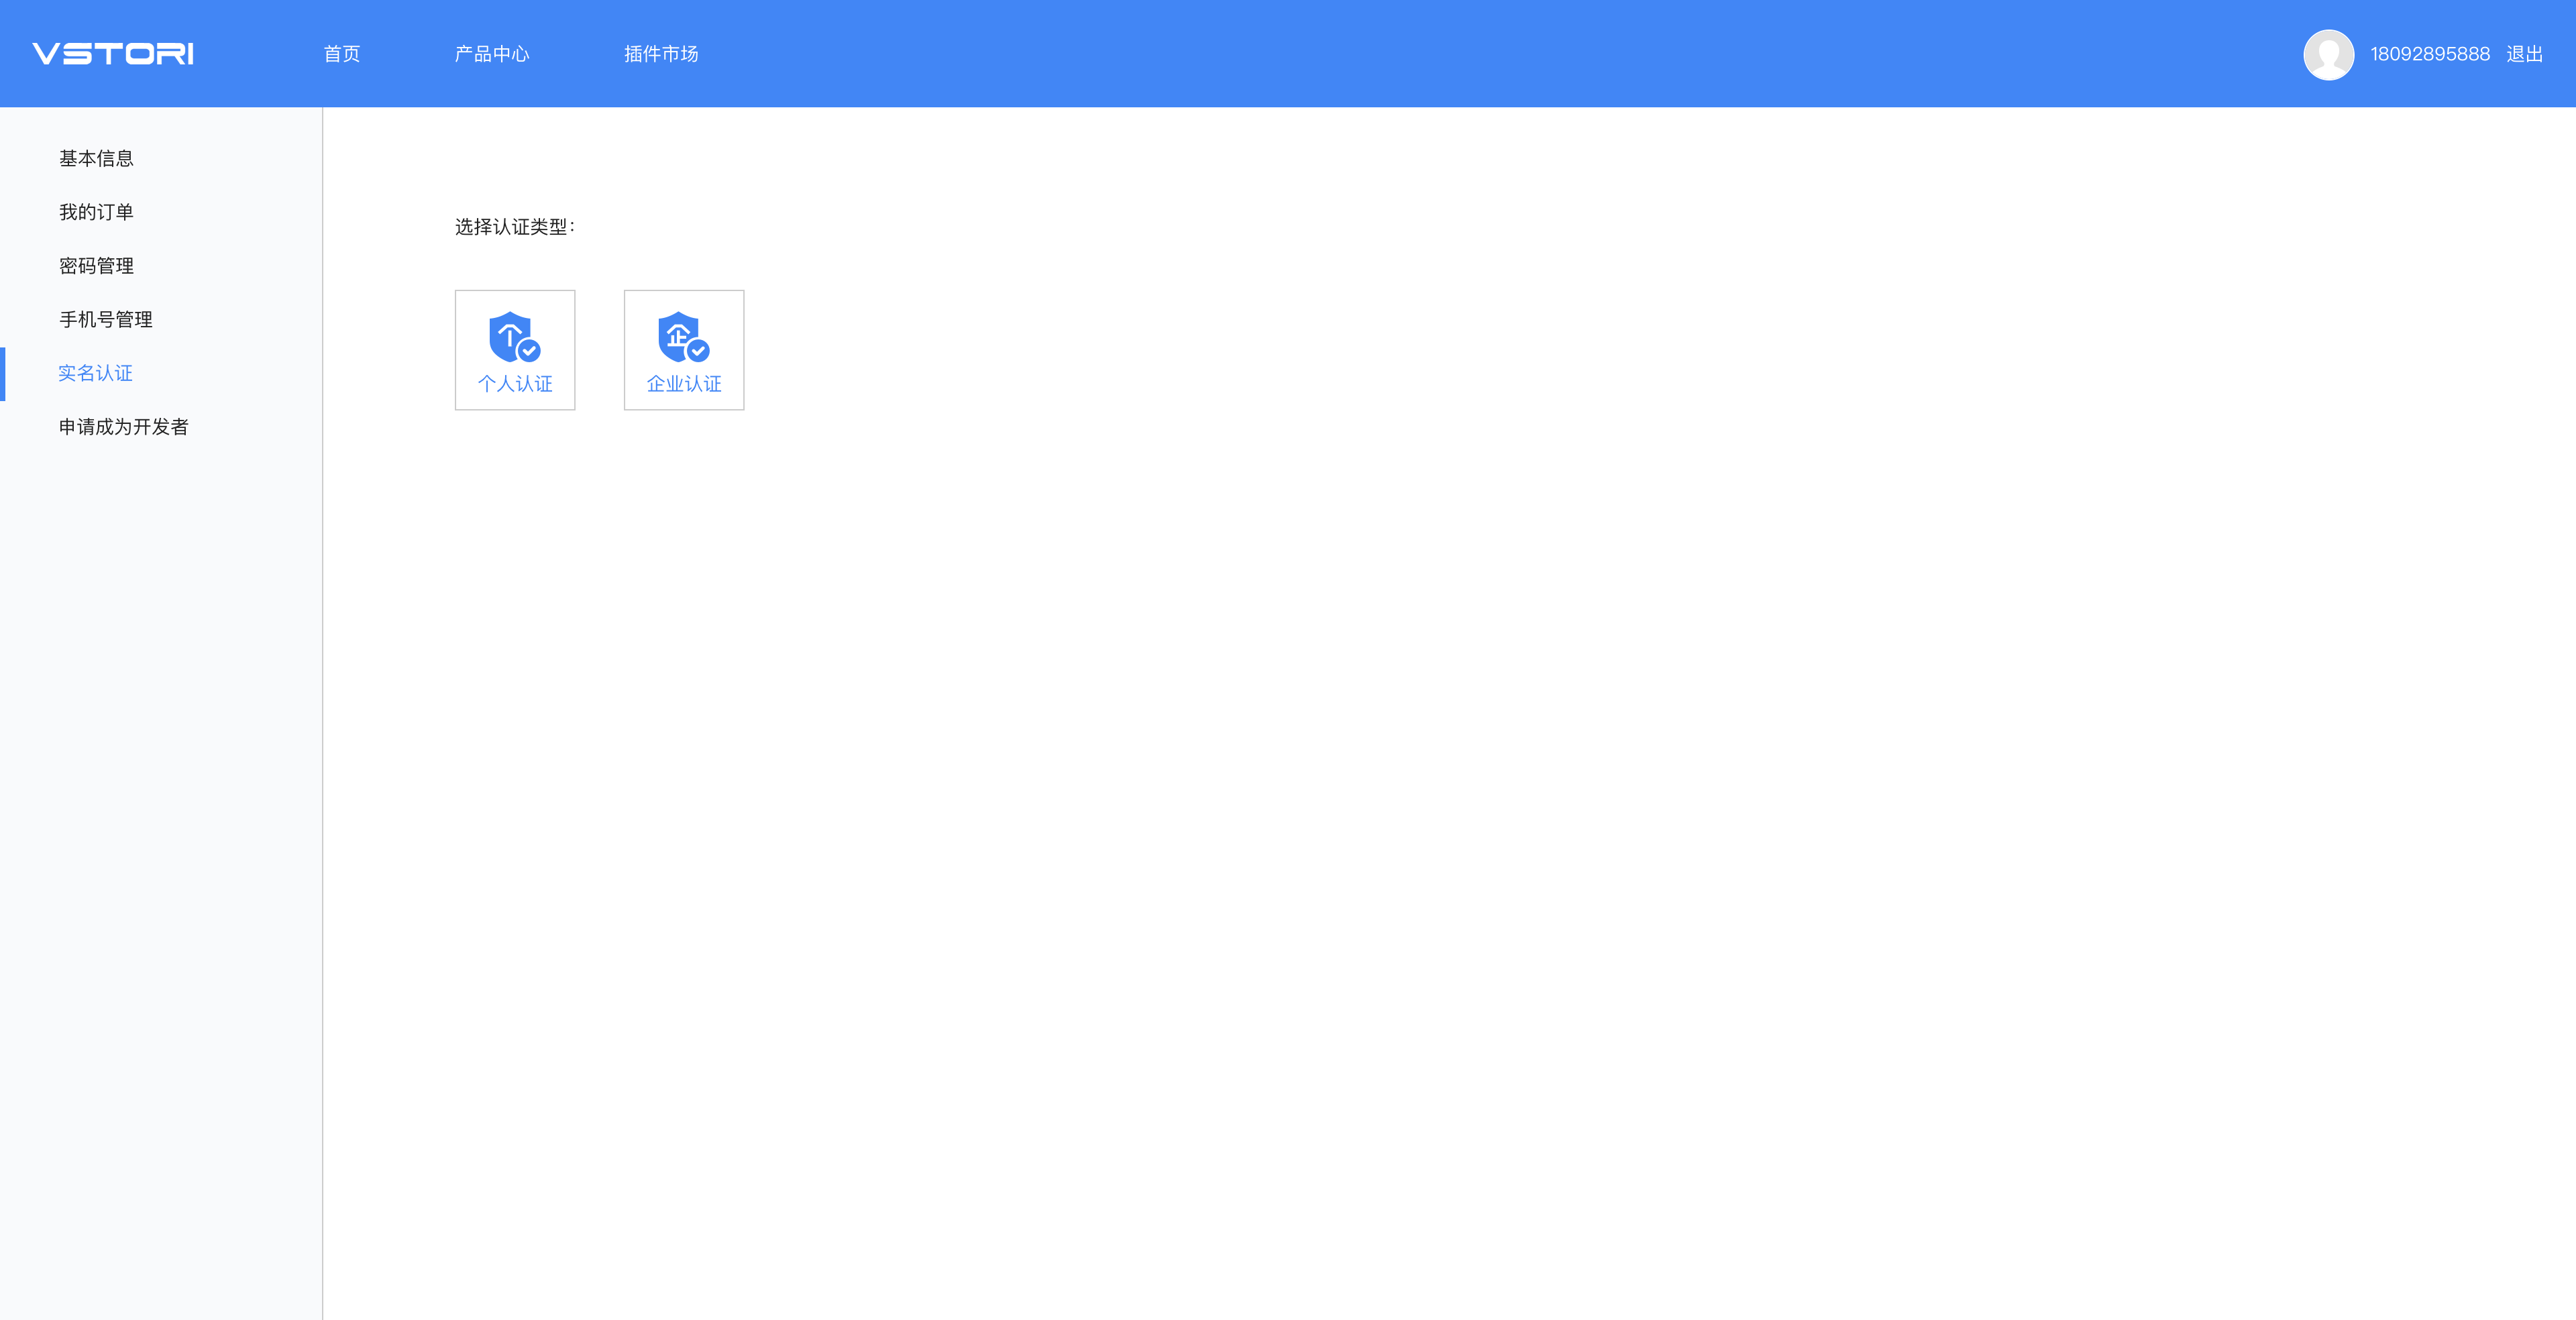 VSTORI 首页 产品中心 插件市场 18092895888 退出
基本信息
我的订单
密码管理
手机号管理
实名认证
申请成为开发者
选择认证类型：
个 企
个人认证 企业认证